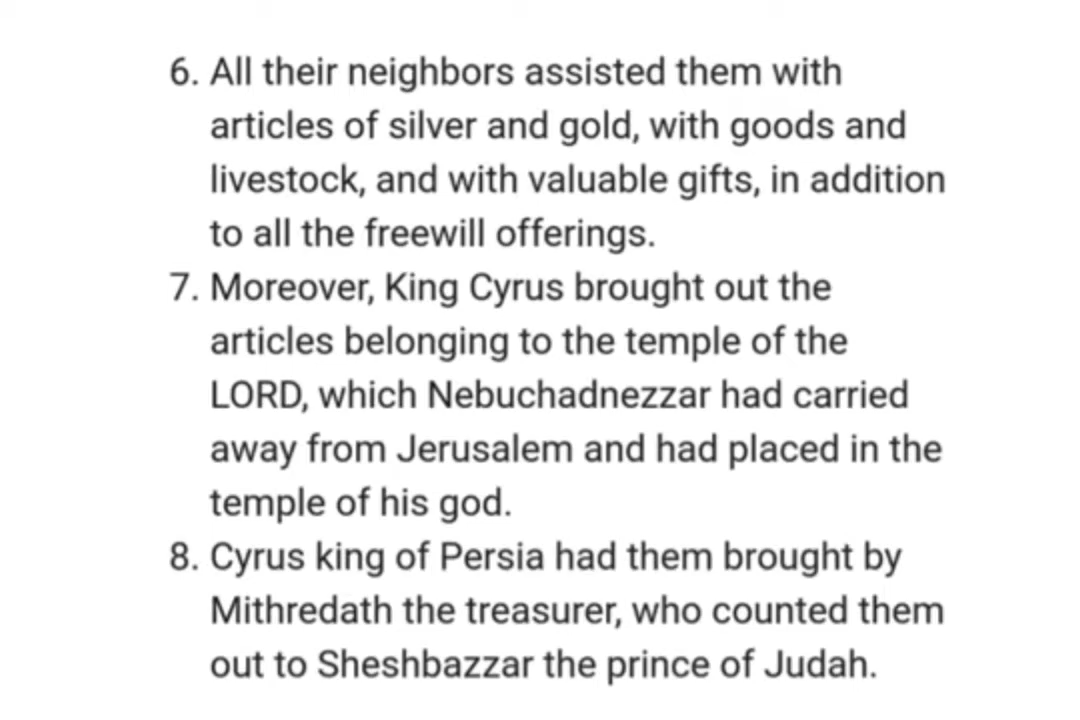 6. All their neighbors assisted them with
articles of silver and gold, with goods and
livestock, and with valuable gifts, in addition
to all the freewill offerings.
7. Moreover, King Cyrus brought out the
articles belonging to the temple of the
LORD, which Nebuchadnezzar had carried
away from Jerusalem and had placed in the
temple of his god.
8. Cyrus king of Persia had them brought by
Mithredath the treasurer, who counted them
out to Sheshbazzar the prince of Judah.